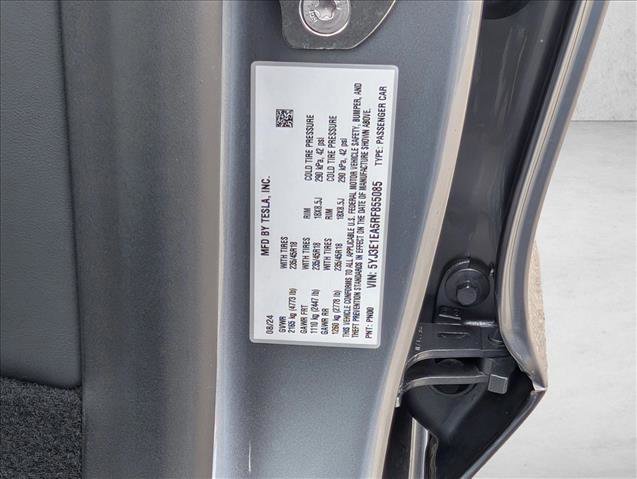 MFD BY TESLA, INC.
08/24
GVWR
2165 kg (4773 lb)
GAWR FRT WITH TIRES RIM COLD TIRE PRESSURE
1110 kg (2447 lb) 235/45R18 18X8.5J 290 kPa, 42 psi
GAWR RR WITH TIRES RIM COLD TIRE PRESSURE
1260 kg (2778 lb) 235/45R18 18X8.5J 290 kPa, 42 psi
THIS VEHICLE CONFORMS TO ALL APPLICABLE U.S. FEDERAL MOTOR VEHICLE SAFETY, BUMPER, AND
THEFT PREVENTION STANDARDS IN EFFECT ON THE DATE OF MANUFACTURE SHOWN ABOVE.
PNT: PN00 VIN: 5YJ3E1EA5RF855085 TYPE: PASSENGER CAR